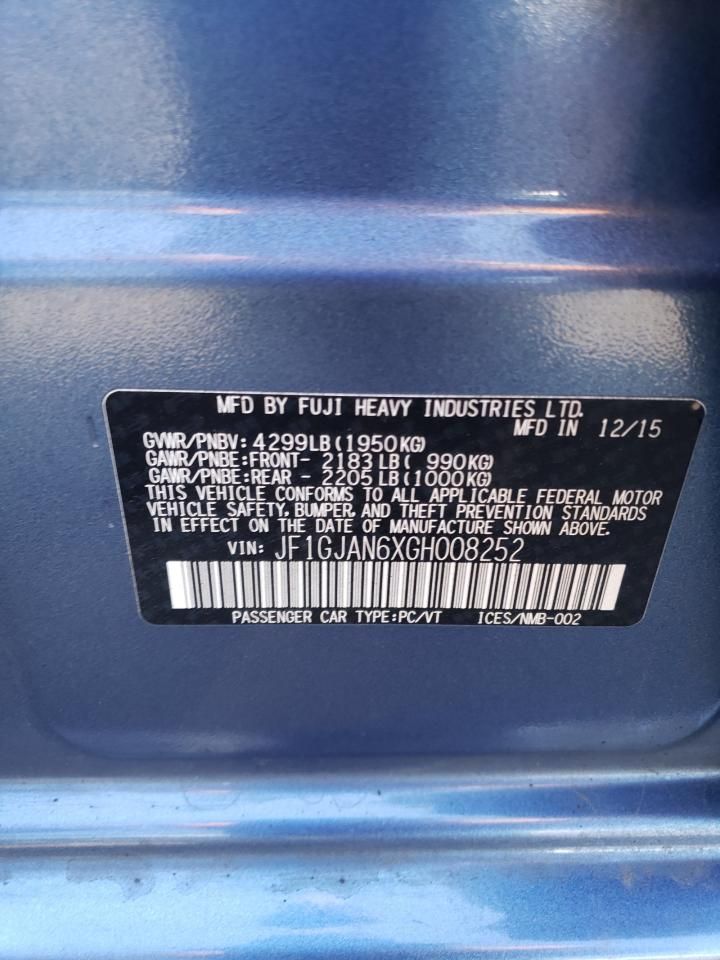 MFD BY FUJI HEAVY INDUSTRIES LTD.
MFD IN 12/15
GVWR/PNBV: 4299LB(1950KG)
GAWR/PNBE:FRONT- 2183LB( 990KG)
GAWR/PNBE:REAR - 2205LB(1000KG)
THIS VEHICLE CONFORMS TO ALL APPLICABLE FEDERAL MOTOR
VEHICLE SAFETY, BUMPER, AND THEFT PREVENTION STANDARDS
IN EFFECT ON THE DATE OF MANUFACTURE SHOWN ABOVE.
VIN: JF1GJAN6XGH008252
PASSENGER CAR TYPE:PC/VT ICES/NMB-002